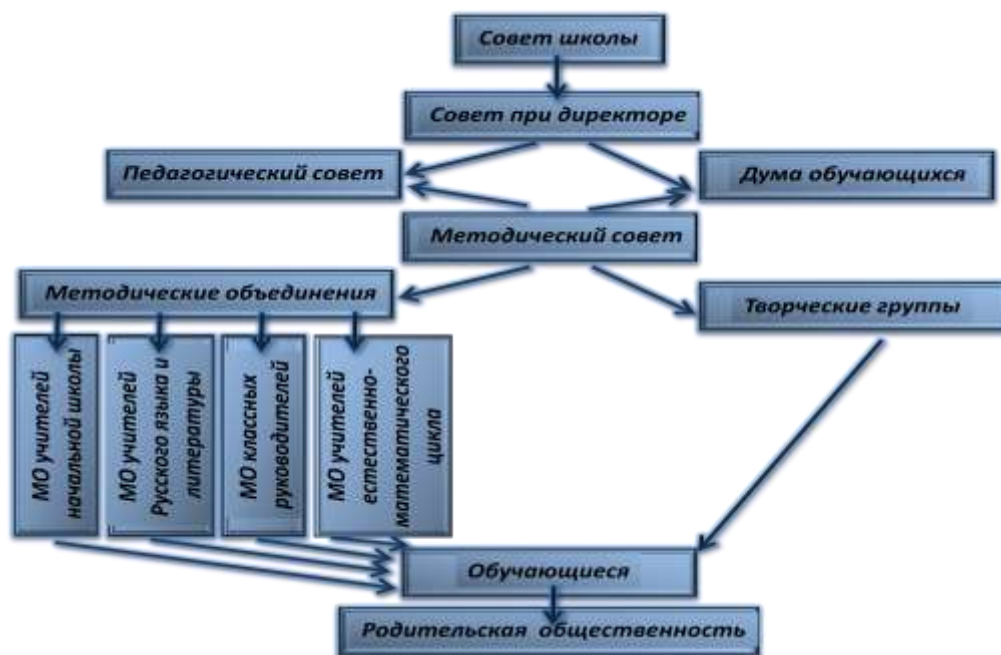 Совет школы
Совет при директоре
Педагогический совет
Дума обучающихся
Методический совет
Методические объединения
Творческие группы
МО учителей
начальной школы
МО учителей
Русского языка и
литературы
МО классных
руководителей
МО учителей
естественно-
математического
цикла
Обучающиеся
Родительская общественность